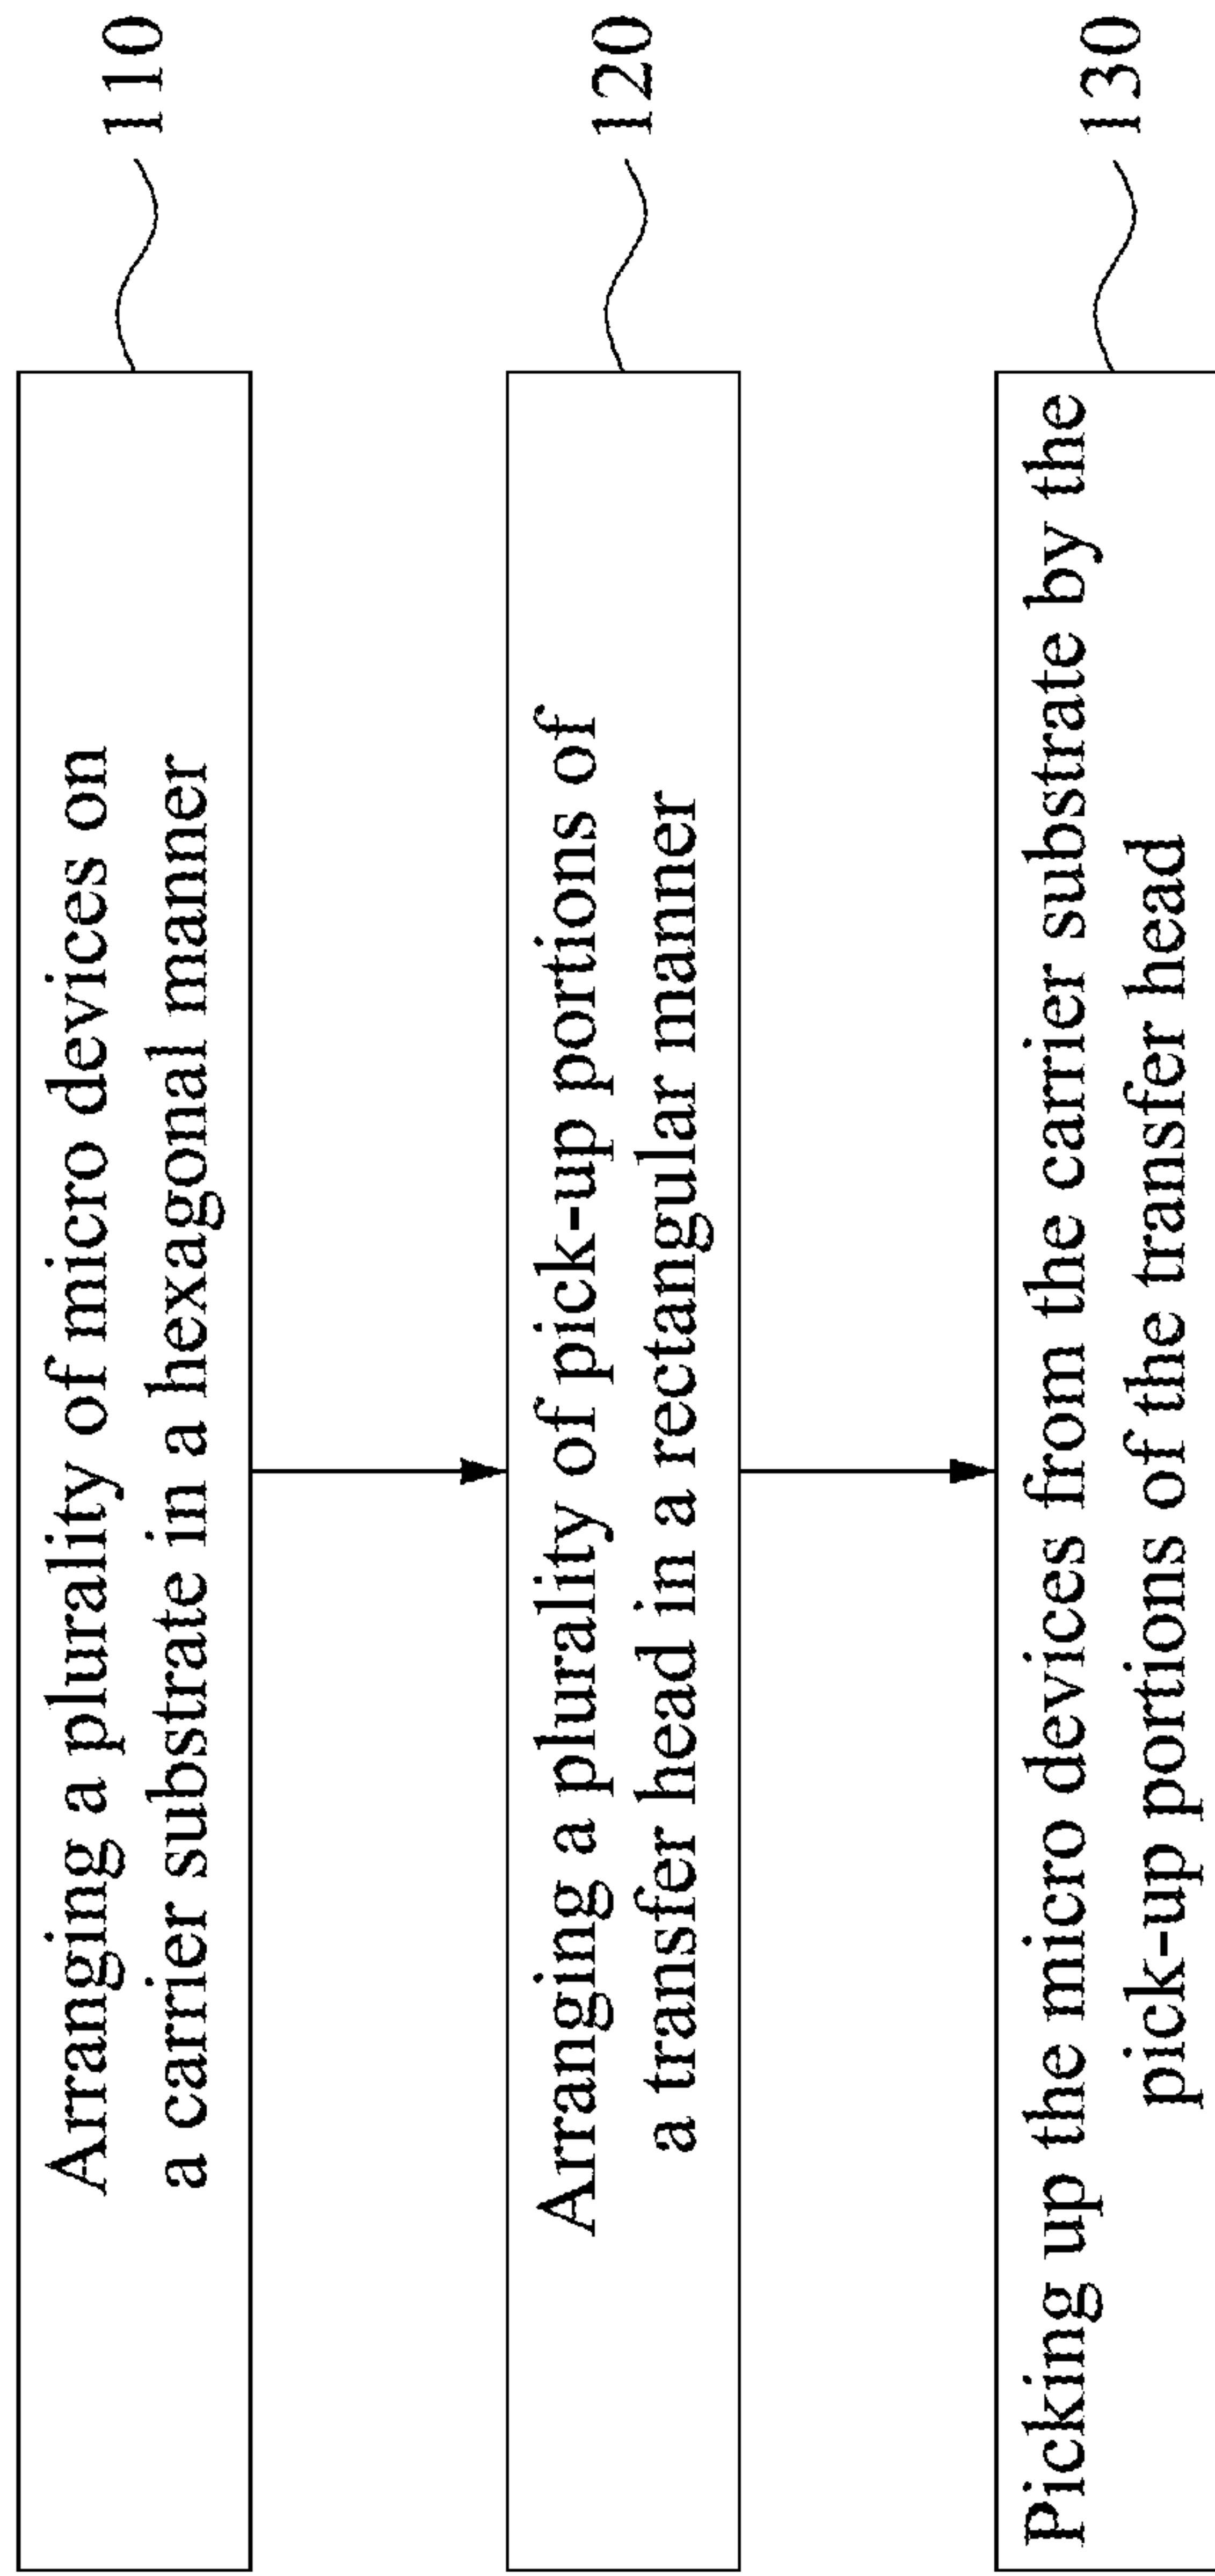 Arranging a plurality of micro devices on
a carrier substrate in a hexagonal manner
110
Arranging a plurality of pick-up portions of
a transfer head in a rectangular manner
120
Picking up the micro devices from the carrier substrate by the
pick-up portions of the transfer head
130